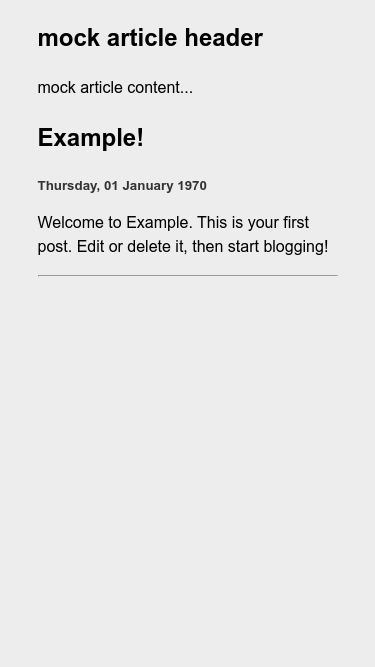 mock article header
mock article content...
Example!
Thursday, 01 January 1970
Welcome to Example. This is your first
post. Edit or delete it, then start blogging!